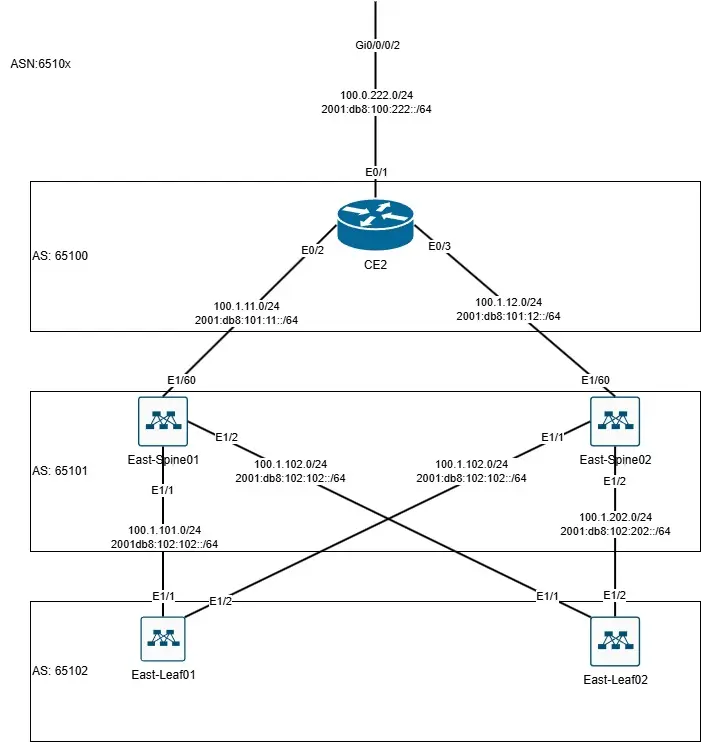 Gi0/0/0/2
ASN:6510x
100.0.222.0/24
2001:db8:100:222::/64
E0/1
E0/2
E0/3
AS: 65100
CE2
100.1.11.0/24
2001:db8:101:11::/64
100.1.12.0/24
2001:db8:101:12::/64
E1/60
E1/60
E1/2
E1/1
East-Spine01
East-Spine02
100.1.102.0/24
2001:db8:102:102::/64
100.1.102.0/24
2001:db8:102:102::/64
AS: 65101
E1/1
E1/2
100.1.101.0/24
2001db8:102:102::/64
100.1.202.0/24
2001:db8:102:202::/64
E1/1
E1/2
E1/1
E1/2
AS: 65102
East-Leaf01
East-Leaf02